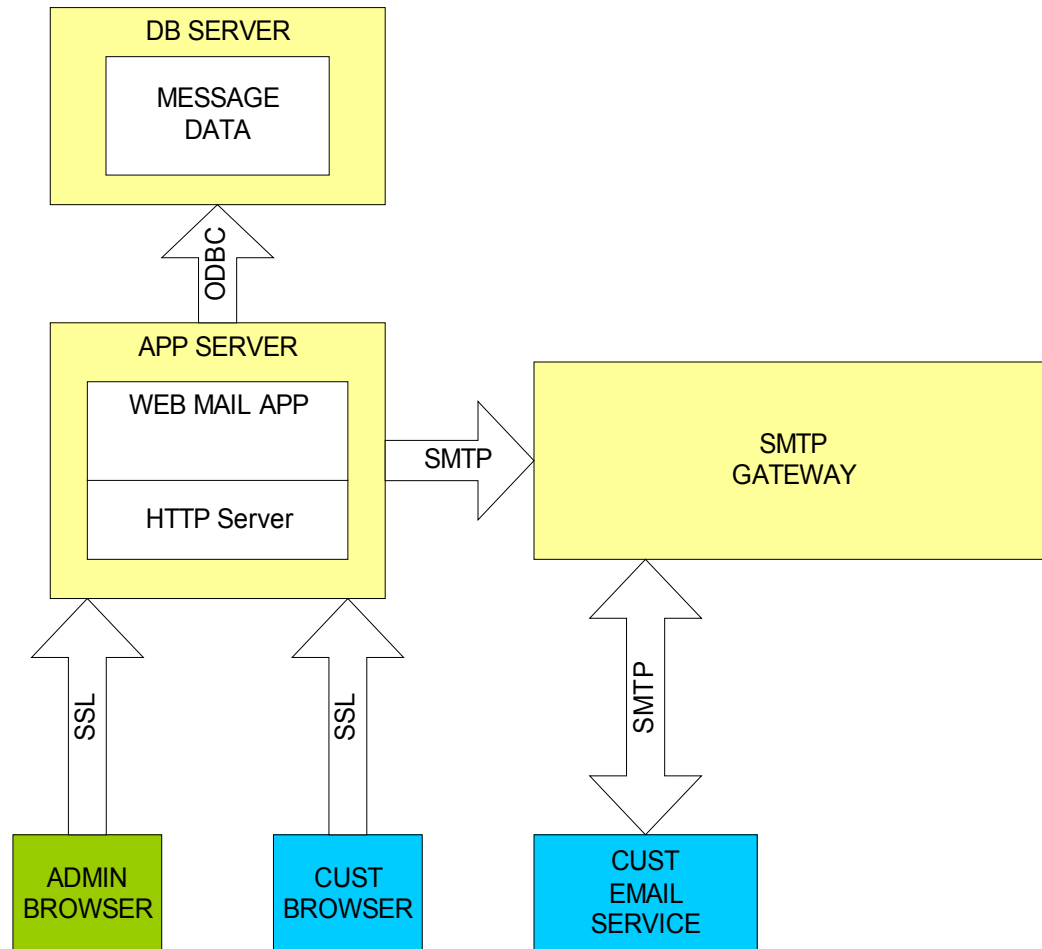 DB SERVER
MESSAGE
DATA
ODBC
APP SERVER
WEB MAIL APP
HTTP Server
SMTP
SMTP
GATEWAY
SSL
SSL
SMTP
ADMIN
BROWSER
CUST
BROWSER
CUST
EMAIL
SERVICE